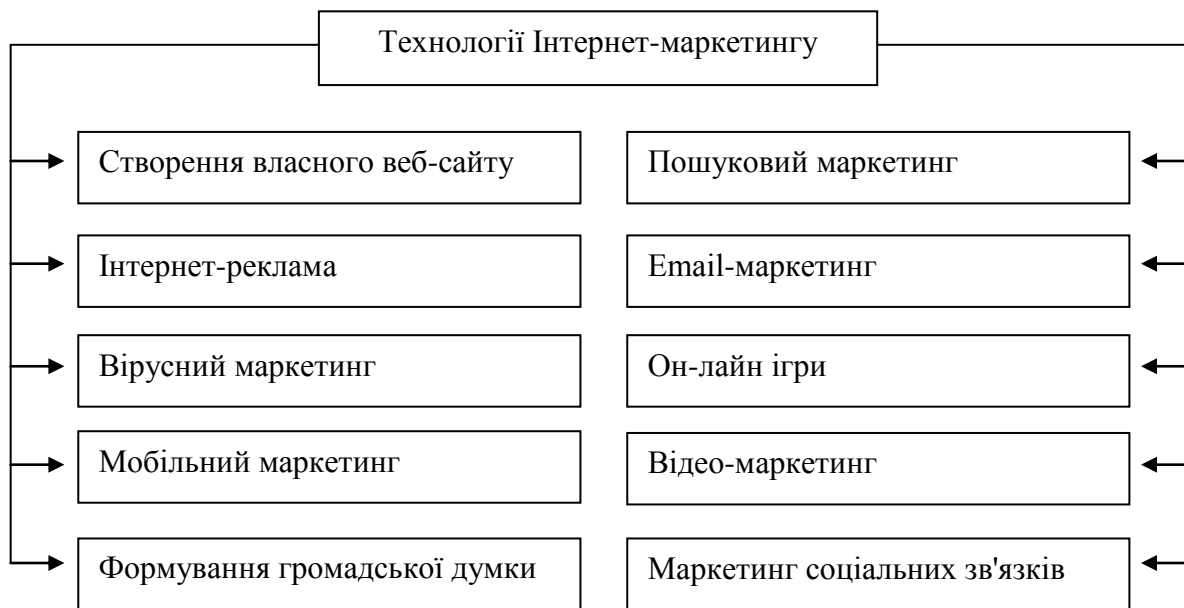 Технології Інтернет-маркетингу
Створення власного веб-сайту
Пошуковий маркетинг
Інтернет-реклама
Email-маркетинг
Вірусний маркетинг
Он-лайн ігри
Мобільний маркетинг
Відео-маркетинг
Формування громадської думки
Маркетинг соціальних зв'язків